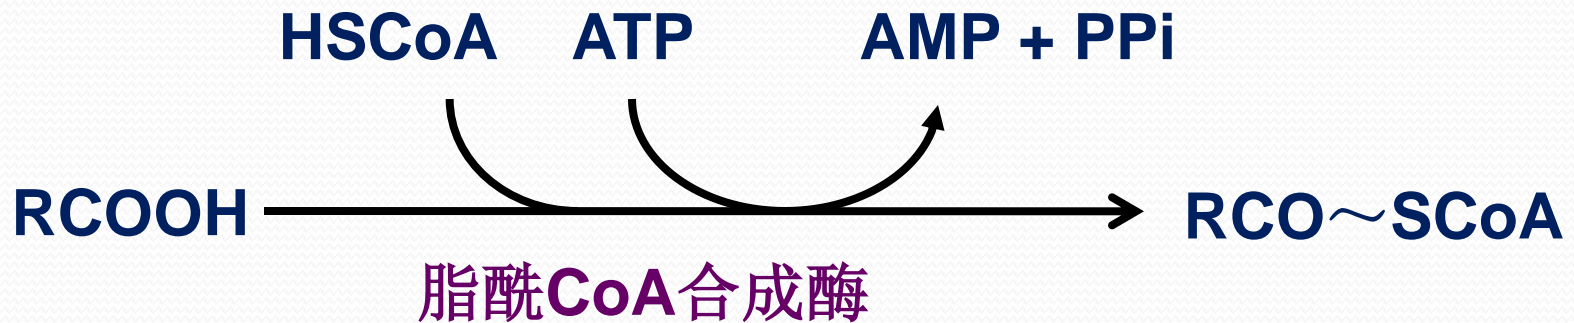 HSCoA ATP AMP + PPi
RCOOH RCO～SCoA
脂酰CoA合成酶